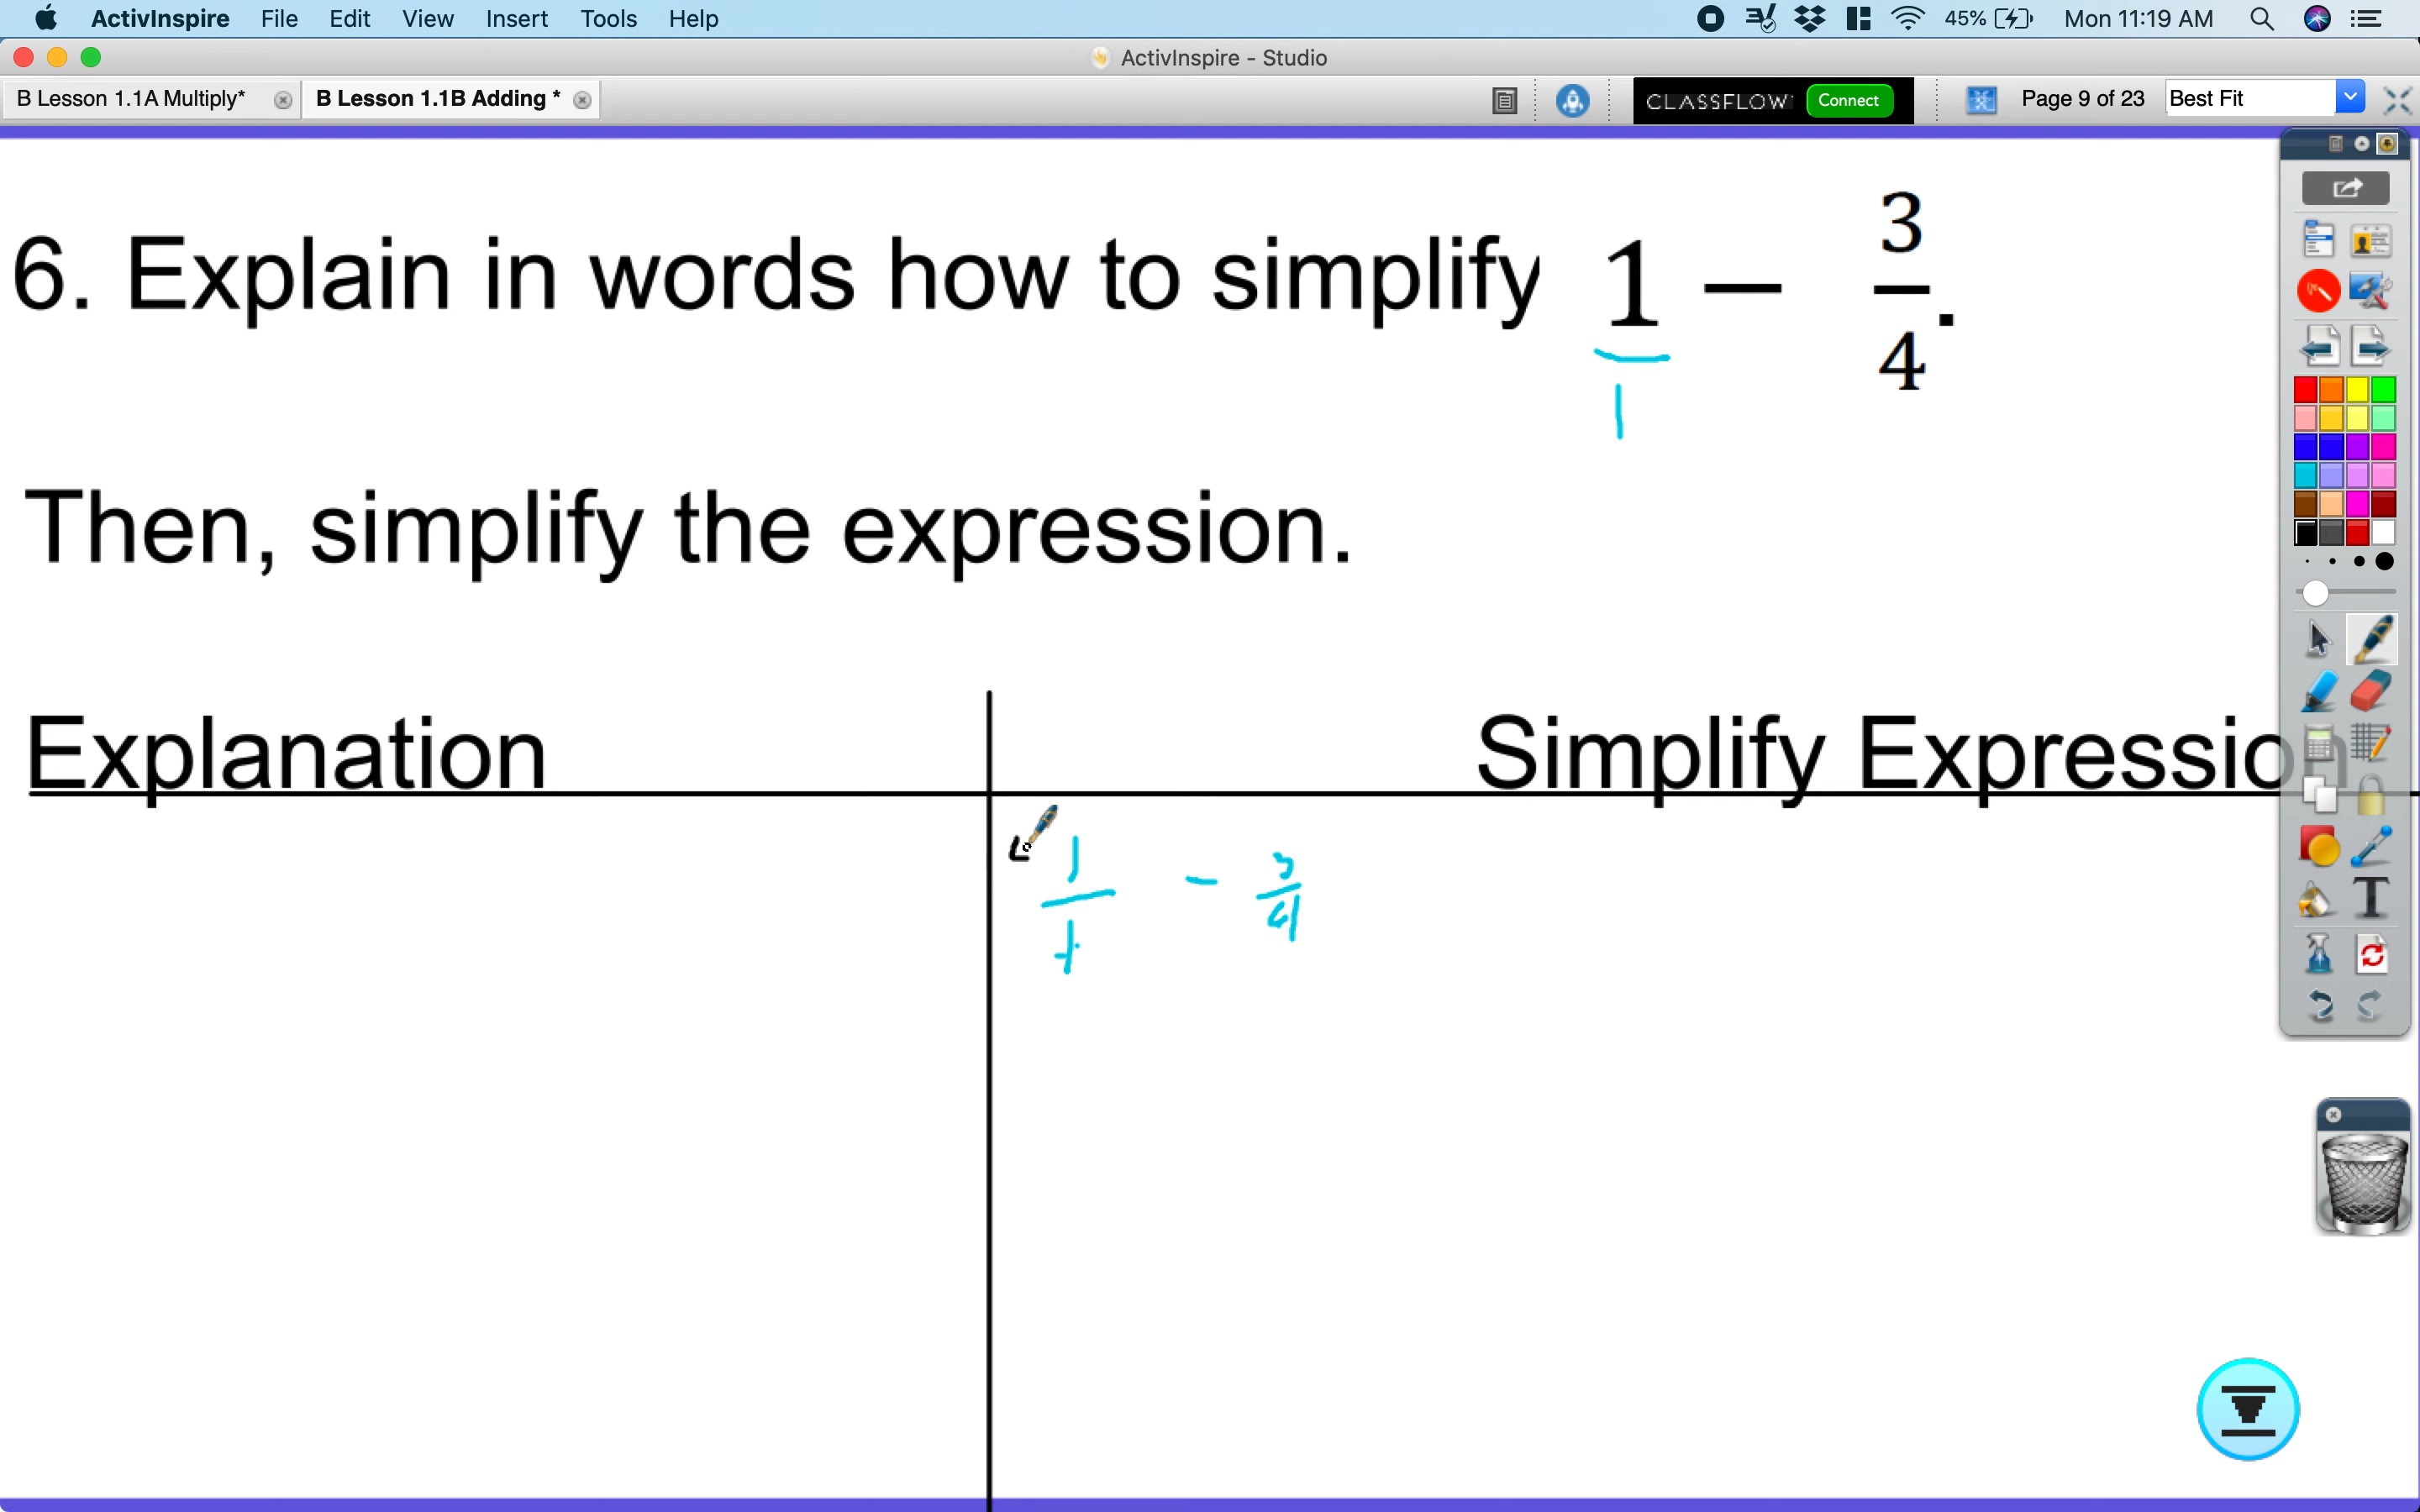 ActivInspire File Edit View Insert Tools Help 45% Mon 11:19 AM
ActivInspire - Studio
B Lesson 1.1A Multiply* B Lesson 1.1B Adding * CLASSFLOW Connect Page 9 of 23 Best Fit
6. Explain in words how to simplify 1 − 3/4.
1
Then, simplify the expression.
Explanation Simplify Expression
1/1 - 3/4